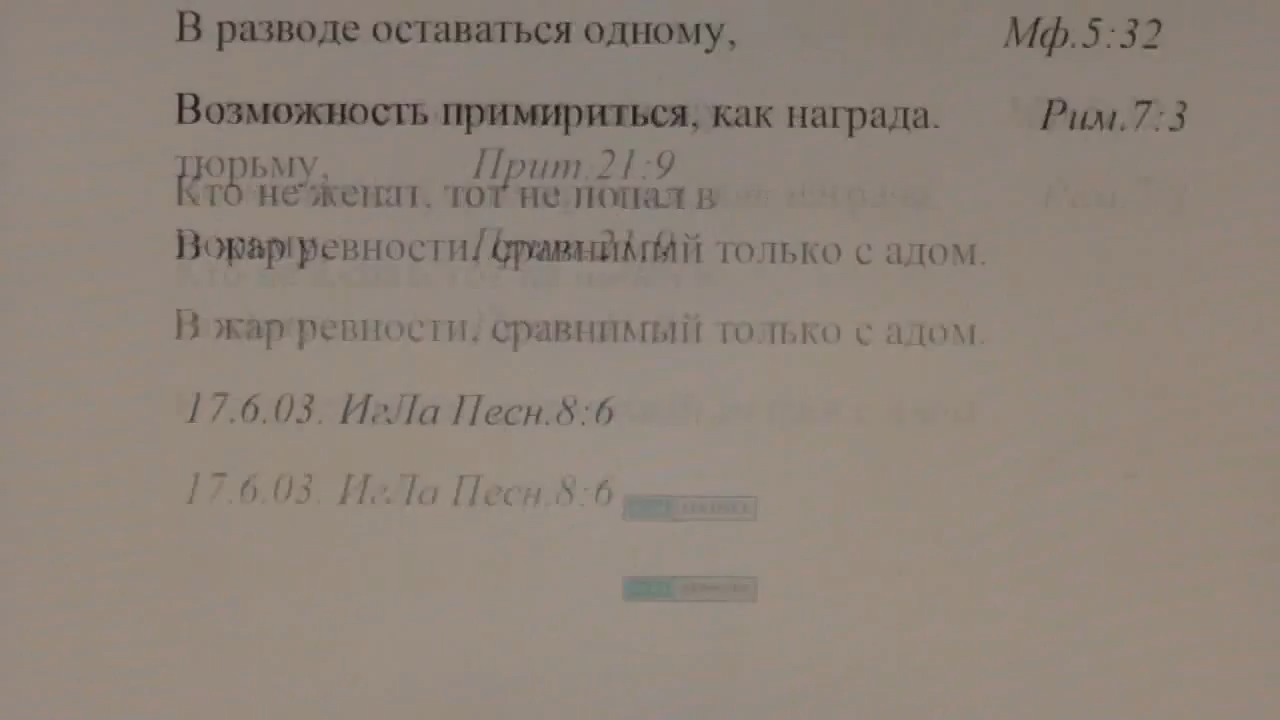 В разводе оставаться одному, Мф.5:32
Возможность примириться, как награда. Рим.7:3
тюрьму, Прит.21:9
Кто не женат, тот не попал в
В жар ревности, сравнимый только с адом.
В жар ревности, сравнимый только с адом.
17.6.03. ИгЛа Песн.8:6
17.6.03. ИгЛа Песн.8:6